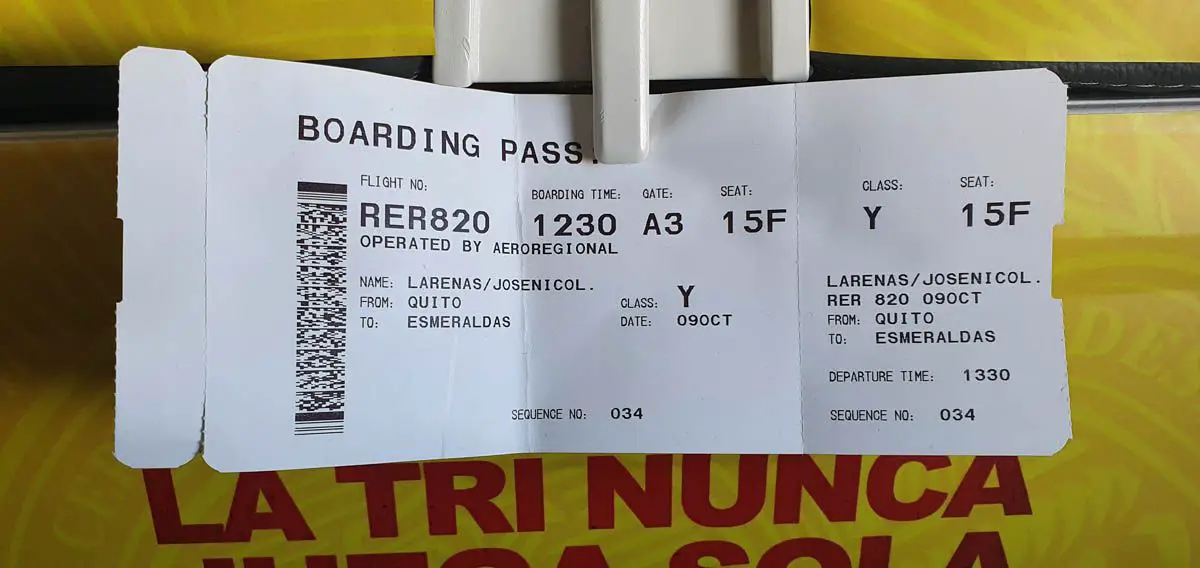 BOARDING PASS
FLIGHT NO:
RER820
OPERATED BY AEROREGIONAL
BOARDING TIME: GATE: SEAT:
1230 A3 15F
NAME: LARENAS/JOSENICOL.
FROM: QUITO
TO: ESMERALDAS
CLASS: Y
DATE: 09OCT
SEQUENCE NO: 034
CLASS: SEAT:
Y 15F
LARENAS/JOSENICOL.
RER 820 09OCT
FROM: QUITO
TO: ESMERALDAS
DEPARTURE TIME: 1330
SEQUENCE NO: 034
LA TRI NUNCA
JUEGA SOLA